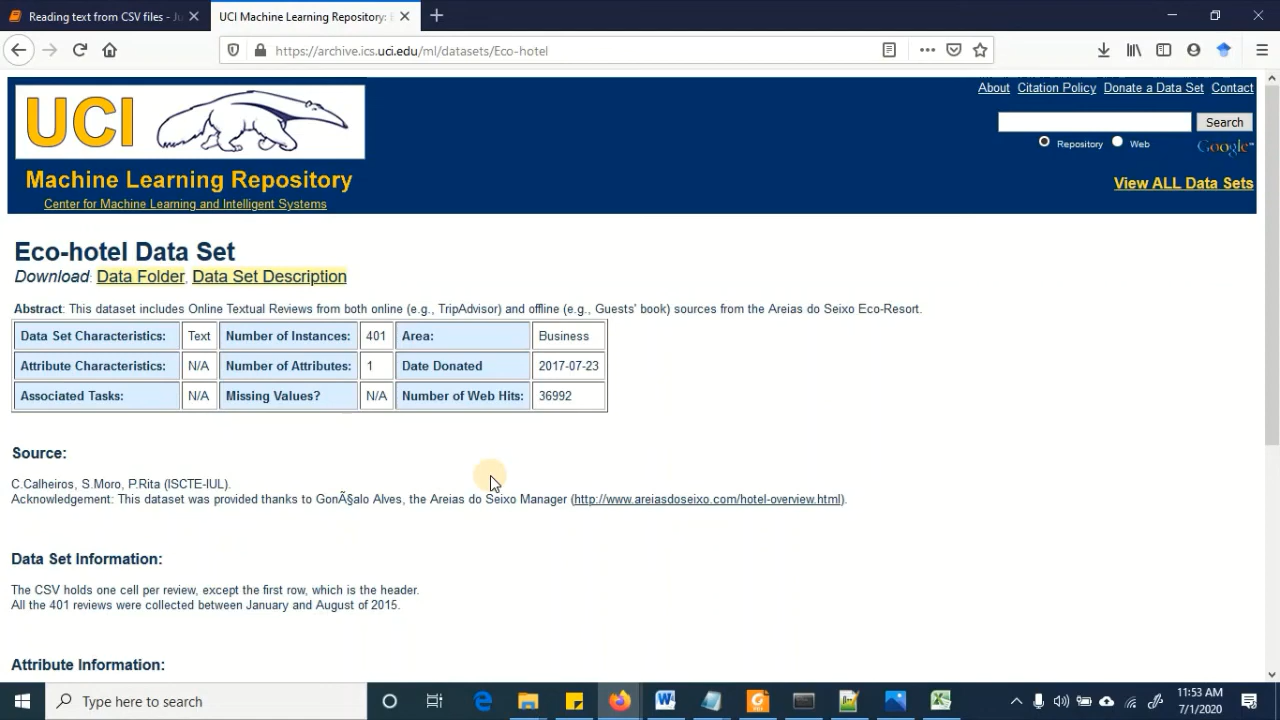 Reading text from CSV files - Ju
UCI Machine Learning Repository: E
https://archive.ics.uci.edu/ml/datasets/Eco-hotel
UCI
Machine Learning Repository
Center for Machine Learning and Intelligent Systems
About Citation Policy Donate a Data Set Contact
Search
Repository Web
Google™
View ALL Data Sets
Eco-hotel Data Set
Download: Data Folder, Data Set Description
Abstract: This dataset includes Online Textual Reviews from both online (e.g., TripAdvisor) and offline (e.g., Guests' book) sources from the Areias do Seixo Eco-Resort.
Data Set Characteristics: Text Number of Instances: 401 Area: Business
Attribute Characteristics: N/A Number of Attributes: 1 Date Donated 2017-07-23
Associated Tasks: N/A Missing Values? N/A Number of Web Hits: 36992
Source:
C.Calheiros, S.Moro, P.Rita (ISCTE-IUL).
Acknowledgement: This dataset was provided thanks to GonÃ§alo Alves, the Areias do Seixo Manager (http://www.areiasdoseixo.com/hotel-overview.html).
Data Set Information:
The CSV holds one cell per review, except the first row, which is the header.
All the 401 reviews were collected between January and August of 2015.
Attribute Information:
Type here to search
11:53 AM
7/1/2020